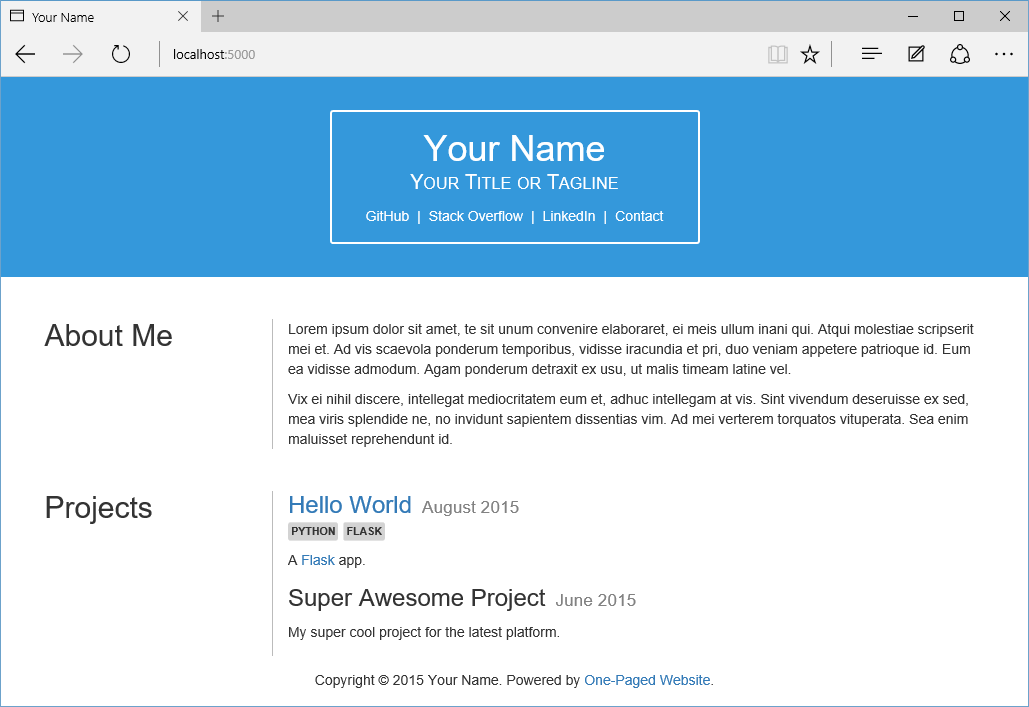 Your Name
localhost:5000
Your Name
Your Title or Tagline
GitHub | Stack Overflow | LinkedIn | Contact
About Me
Lorem ipsum dolor sit amet, te sit unum convenire elaboraret, ei meis ullum inani qui. Atqui molestiae scripserit
mei et. Ad vis scaevola ponderum temporibus, vidisse iracundia et pri, duo veniam appetere patrioque id. Eum
ea vidisse admodum. Agam ponderum detraxit ex usu, ut malis timeam latine vel.
Vix ei nihil discere, intellegat mediocritatem eum et, adhuc intellegam at vis. Sint vivendum deseruisse ex sed,
mea viris splendide ne, no invidunt sapientem dissentias vim. Ad mei verterem torquatos vituperata. Sea enim
maluisset reprehendunt id.
Projects
Hello World August 2015
PYTHON FLASK
A Flask app.
Super Awesome Project June 2015
My super cool project for the latest platform.
Copyright © 2015 Your Name. Powered by One-Paged Website.